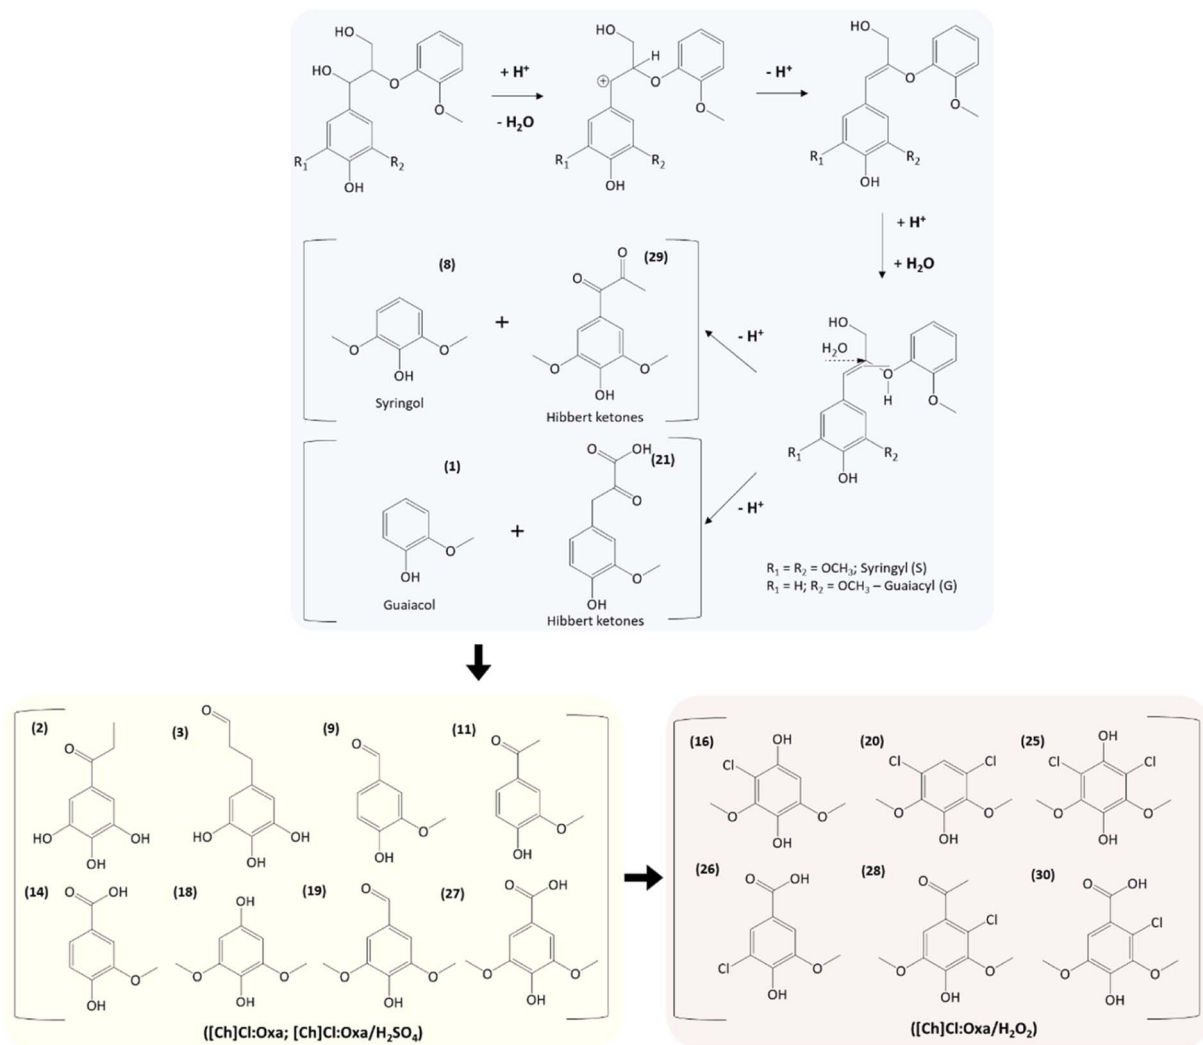 HO
HO
O
O
R₁
R₂
OH
+ H⁺
- H₂O
HO
H
⊕
O
O
R₁
R₂
OH
- H⁺
HO
O
O
R₁
R₂
OH
+ H⁺
+ H₂O
HO
H₂O
O
H
O
R₁
R₂
OH
- H⁺
- H⁺
(8)
O
O
OH
Syringol
+
(29)
O
O
O
O
OH
Hibbert ketones
(1)
O
OH
Guaiacol
+
(21)
O
OH
O
O
OH
Hibbert ketones
R₁ = R₂ = OCH₃; Syringyl (S)
R₁ = H; R₂ = OCH₃ – Guaiacyl (G)
(2)
O
HO
OH
OH
(3)
O
HO
OH
OH
(9)
O
O
OH
(11)
O
O
OH
(14)
O
OH
O
OH
(18)
OH
O
O
OH
(19)
O
O
O
OH
(27)
O
OH
O
O
OH
([Ch]Cl:Oxa; [Ch]Cl:Oxa/H₂SO₄)
(16)
OH
Cl
O
O
OH
(20)
Cl
Cl
O
O
OH
(25)
OH
Cl
Cl
O
O
OH
(26)
O
OH
Cl
O
OH
(28)
O
Cl
O
O
OH
(30)
O
OH
Cl
O
O
OH
([Ch]Cl:Oxa/H₂O₂)